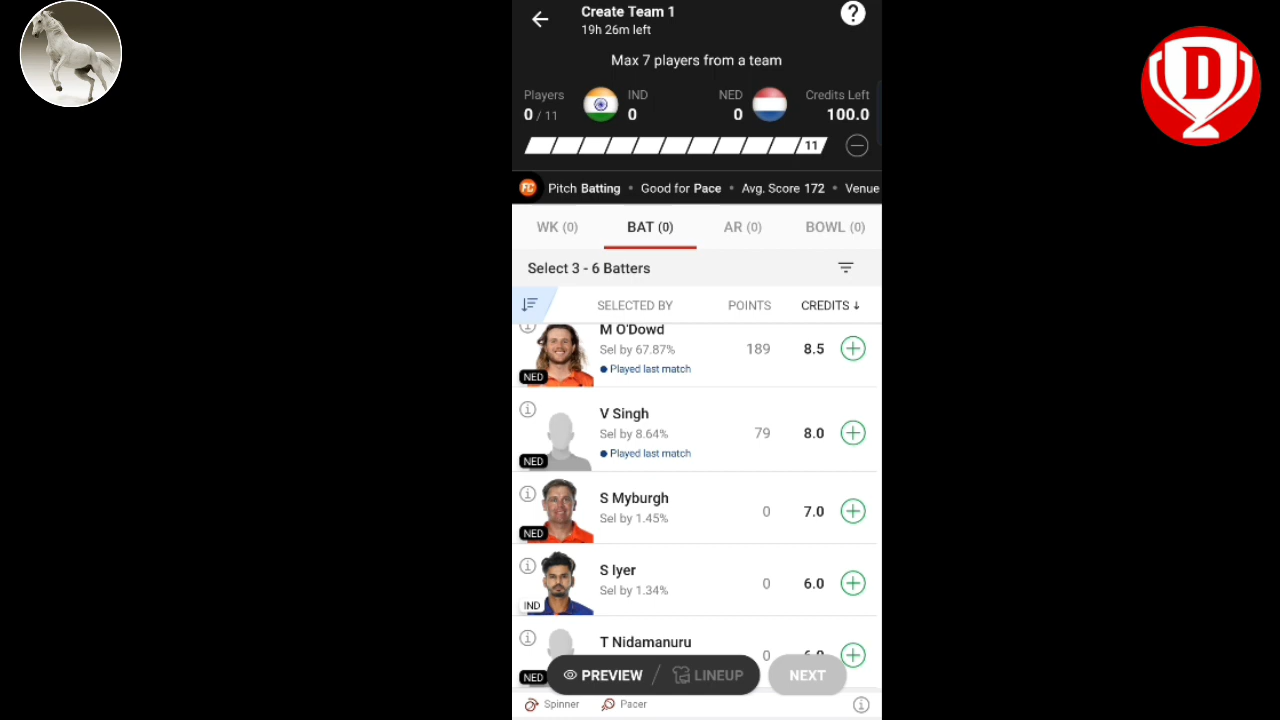 Create Team 1
19h 26m left
?
D
Max 7 players from a team
Players IND NED Credits Left
0 / 11 0 0 100.0
11
FC Pitch Batting • Good for Pace • Avg. Score 172 • Venue
WK (0) BAT (0) AR (0) BOWL (0)
Select 3 - 6 Batters
SELECTED BY POINTS CREDITS ↓
M O'Dowd
Sel by 67.87% 189 8.5
Played last match
NED
V Singh
Sel by 8.64% 79 8.0
Played last match
NED
S Myburgh
Sel by 1.45% 0 7.0
NED
S Iyer
Sel by 1.34% 0 6.0
IND
T Nidamanuru
0
NED
PREVIEW / LINEUP NEXT
Spinner Pacer